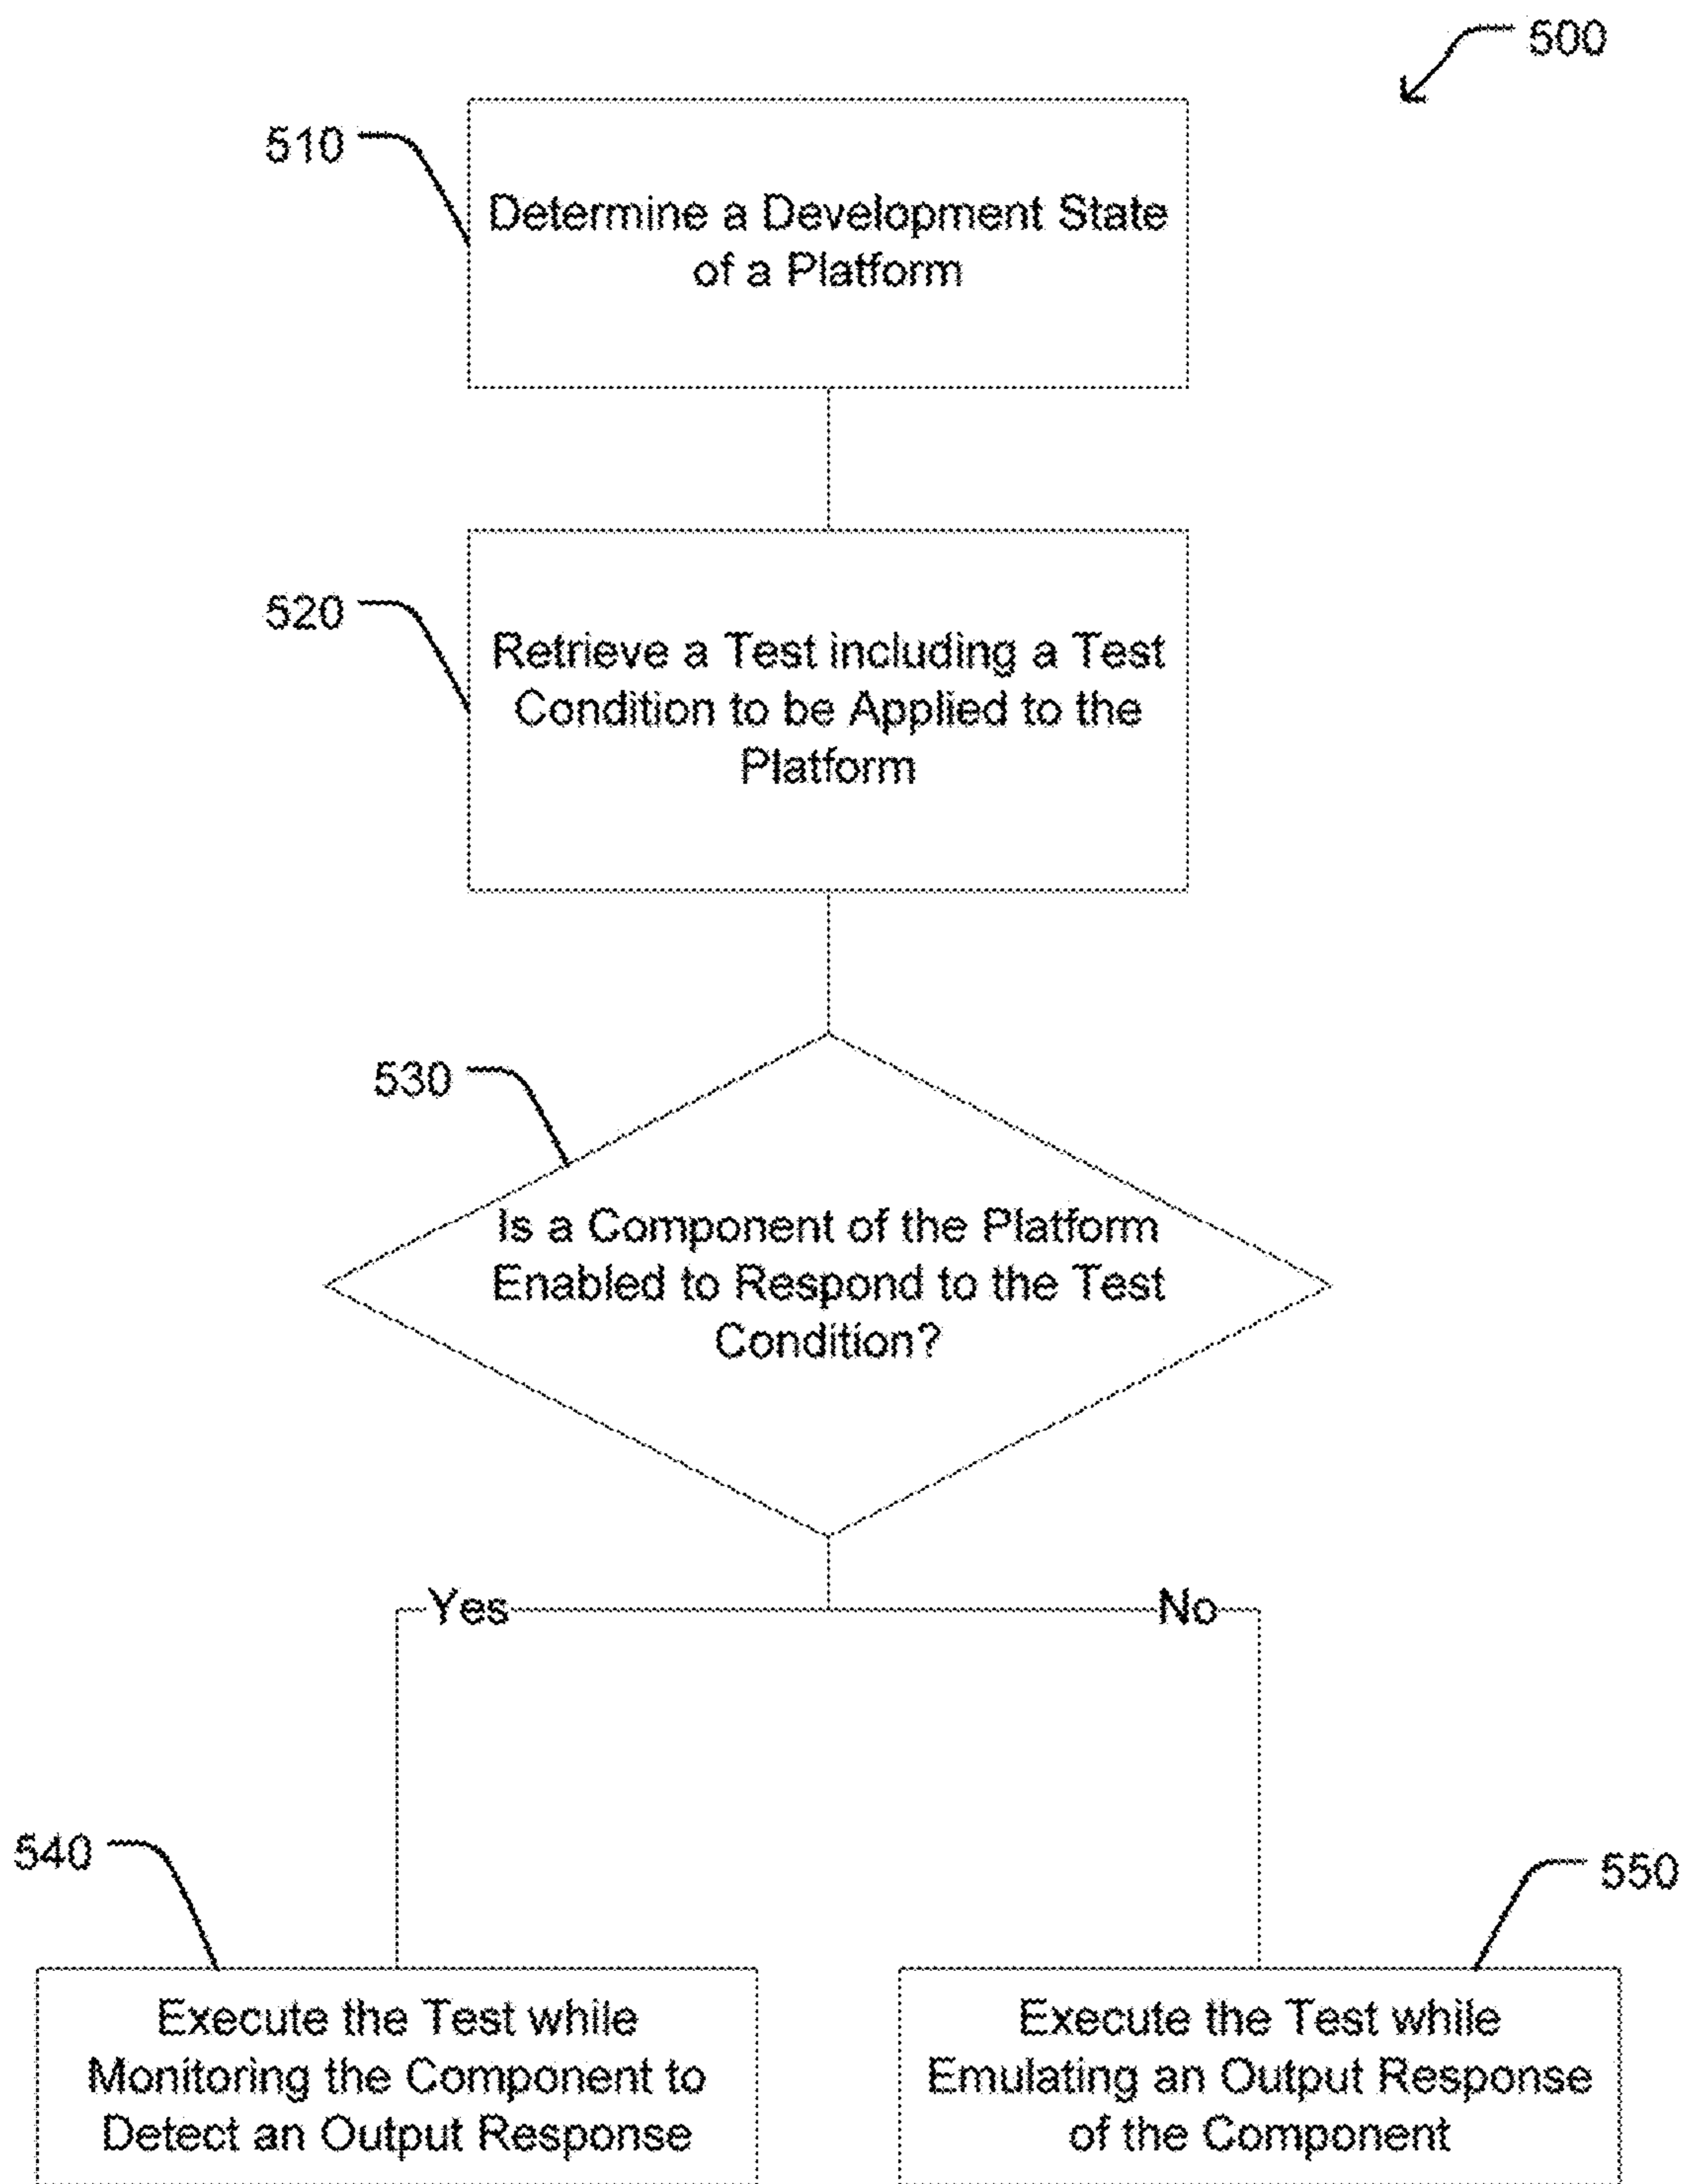 500
510
Determine a Development State
of a Platform
520
Retrieve a Test including a Test
Condition to be Applied to the
Platform
530
Is a Component of the Platform
Enabled to Respond to the Test
Condition?
Yes
No
540
550
Execute the Test while
Monitoring the Component to
Detect an Output Response
Execute the Test while
Emulating an Output Response
of the Component